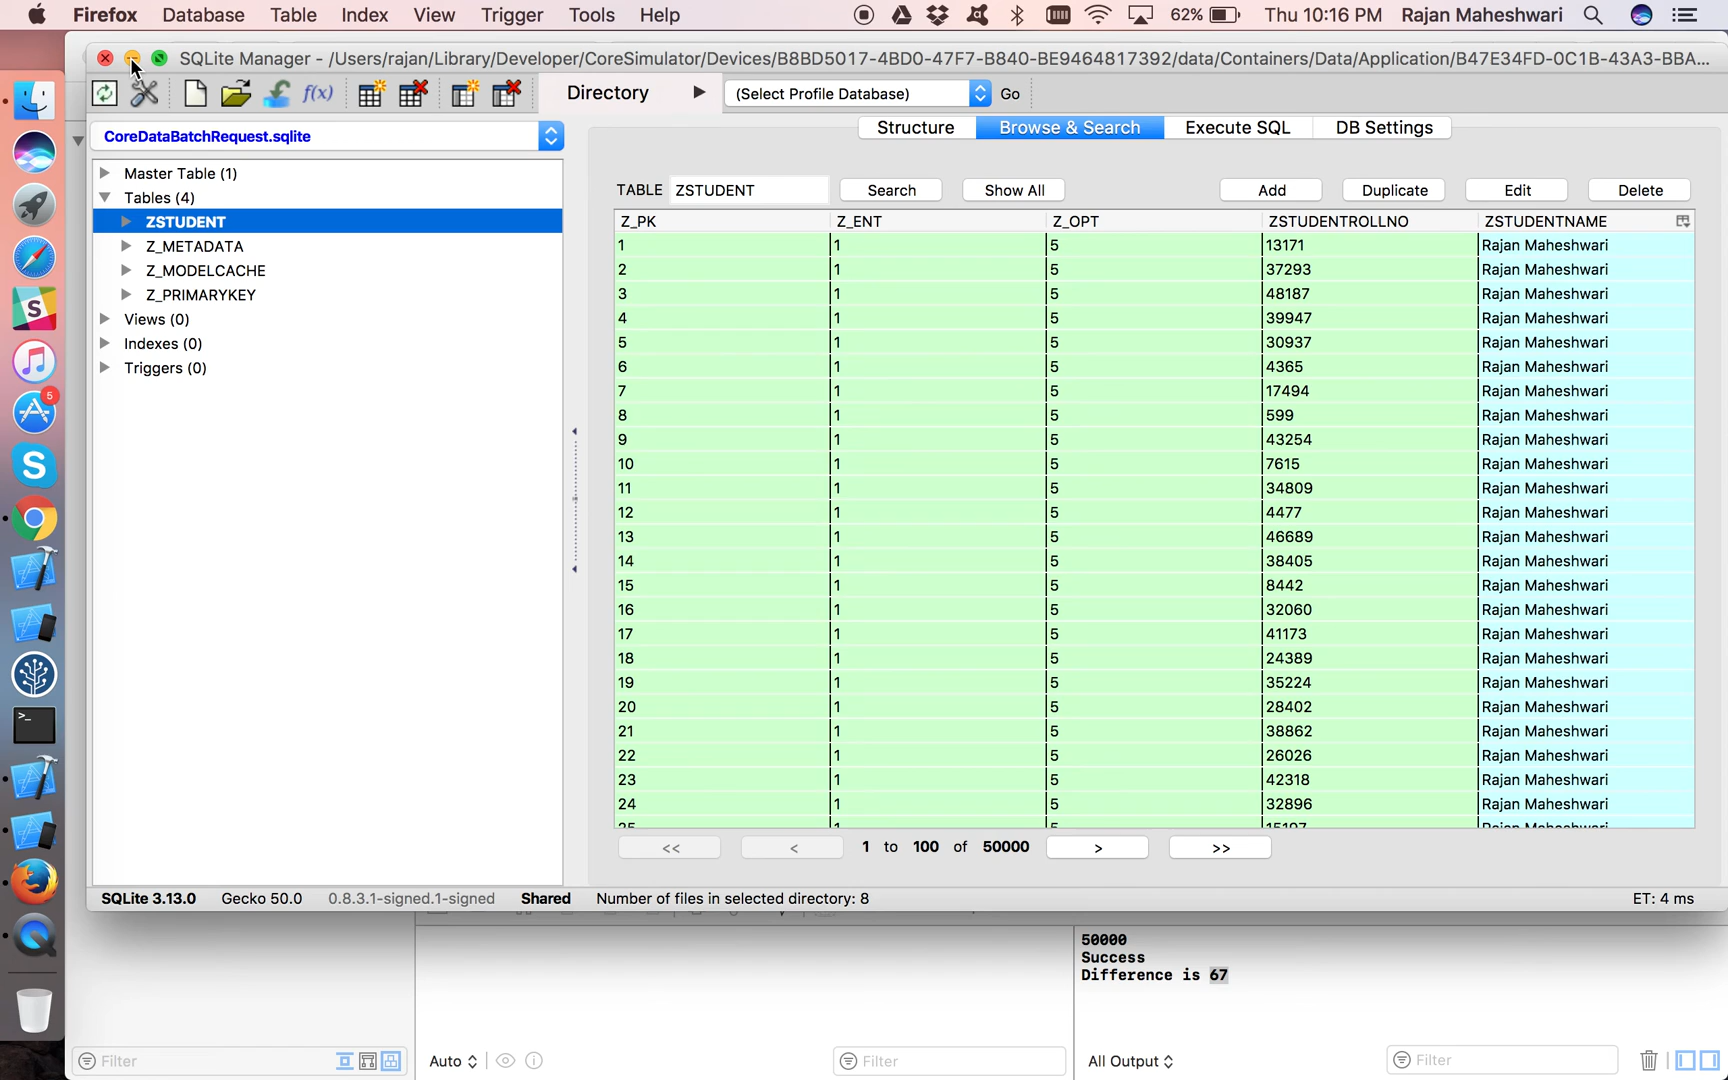 Firefox Database Table Index View Trigger Tools Help 62% Thu 10:16 PM Rajan Maheshwari
SQLite Manager - /Users/rajan/Library/Developer/CoreSimulator/Devices/B8BD5017-4BD0-47F7-B840-BE9464817392/data/Containers/Data/Application/B47E34FD-0C1B-43A3-BBA...
f(x) Directory (Select Profile Database) Go
CoreDataBatchRequest.sqlite
Master Table (1)
Tables (4)
ZSTUDENT
Z_METADATA
Z_MODELCACHE
Z_PRIMARYKEY
Views (0)
Indexes (0)
Triggers (0)
Structure Browse & Search Execute SQL DB Settings
TABLE ZSTUDENT Search Show All Add Duplicate Edit Delete
Z_PK Z_ENT Z_OPT ZSTUDENTROLLNO ZSTUDENTNAME
1 1 5 13171 Rajan Maheshwari
2 1 5 37293 Rajan Maheshwari
3 1 5 48187 Rajan Maheshwari
4 1 5 39947 Rajan Maheshwari
5 1 5 30937 Rajan Maheshwari
6 1 5 4365 Rajan Maheshwari
7 1 5 17494 Rajan Maheshwari
8 1 5 599 Rajan Maheshwari
9 1 5 43254 Rajan Maheshwari
10 1 5 7615 Rajan Maheshwari
11 1 5 34809 Rajan Maheshwari
12 1 5 4477 Rajan Maheshwari
13 1 5 46689 Rajan Maheshwari
14 1 5 38405 Rajan Maheshwari
15 1 5 8442 Rajan Maheshwari
16 1 5 32060 Rajan Maheshwari
17 1 5 41173 Rajan Maheshwari
18 1 5 24389 Rajan Maheshwari
19 1 5 35224 Rajan Maheshwari
20 1 5 28402 Rajan Maheshwari
21 1 5 38862 Rajan Maheshwari
22 1 5 26026 Rajan Maheshwari
23 1 5 42318 Rajan Maheshwari
24 1 5 32896 Rajan Maheshwari
<< < 1 to 100 of 50000 > >>
SQLite 3.13.0 Gecko 50.0 0.8.3.1-signed.1-signed Shared Number of files in selected directory: 8 ET: 4 ms
50000
Success
Difference is 67
Filter Auto Filter All Output Filter
5
S
S
>_